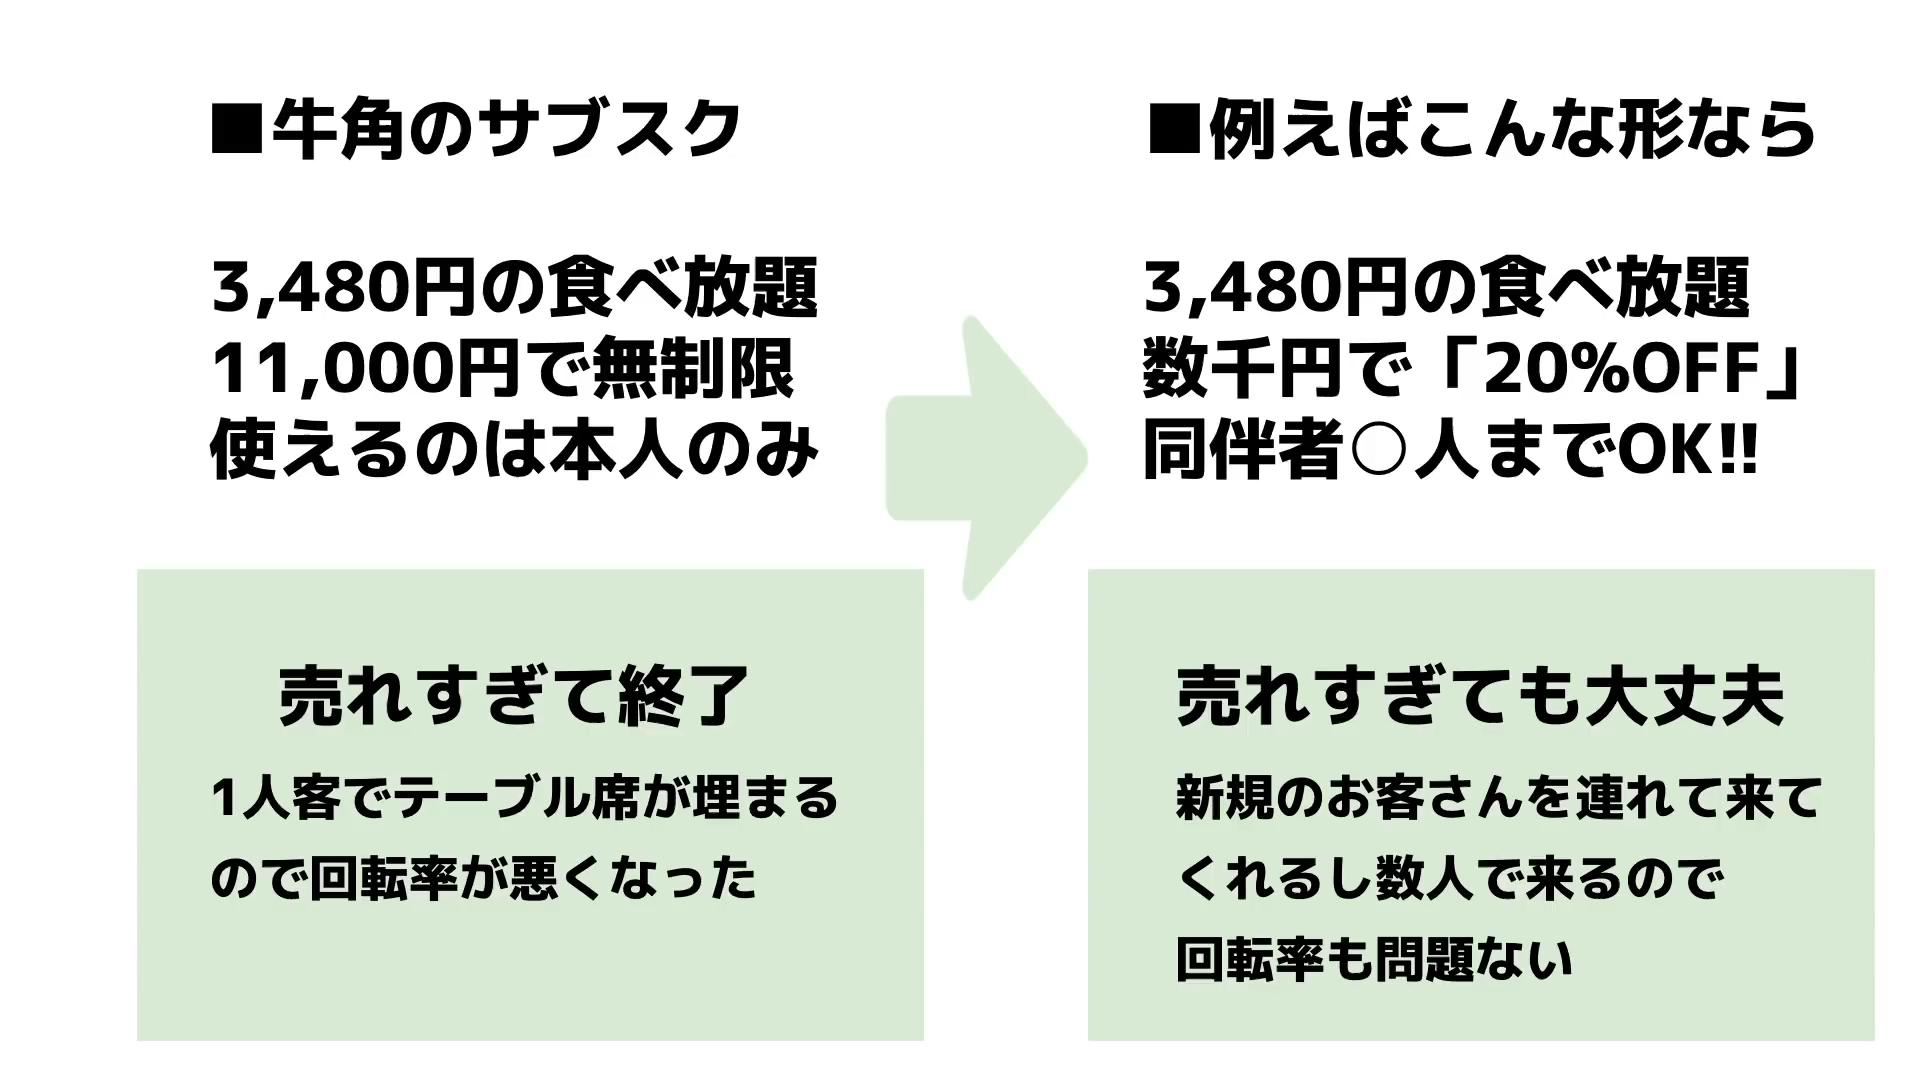 ■牛角のサブスク
3,480円の食べ放題
11,000円で無制限
使えるのは本人のみ
売れすぎて終了
1人客でテーブル席が埋まる
ので回転率が悪くなった
■例えばこんな形なら
3,480円の食べ放題
数千円で「20%OFF」
同伴者○人までOK!!
売れすぎても大丈夫
新規のお客さんを連れて来て
くれるし数人で来るので
回転率も問題ない